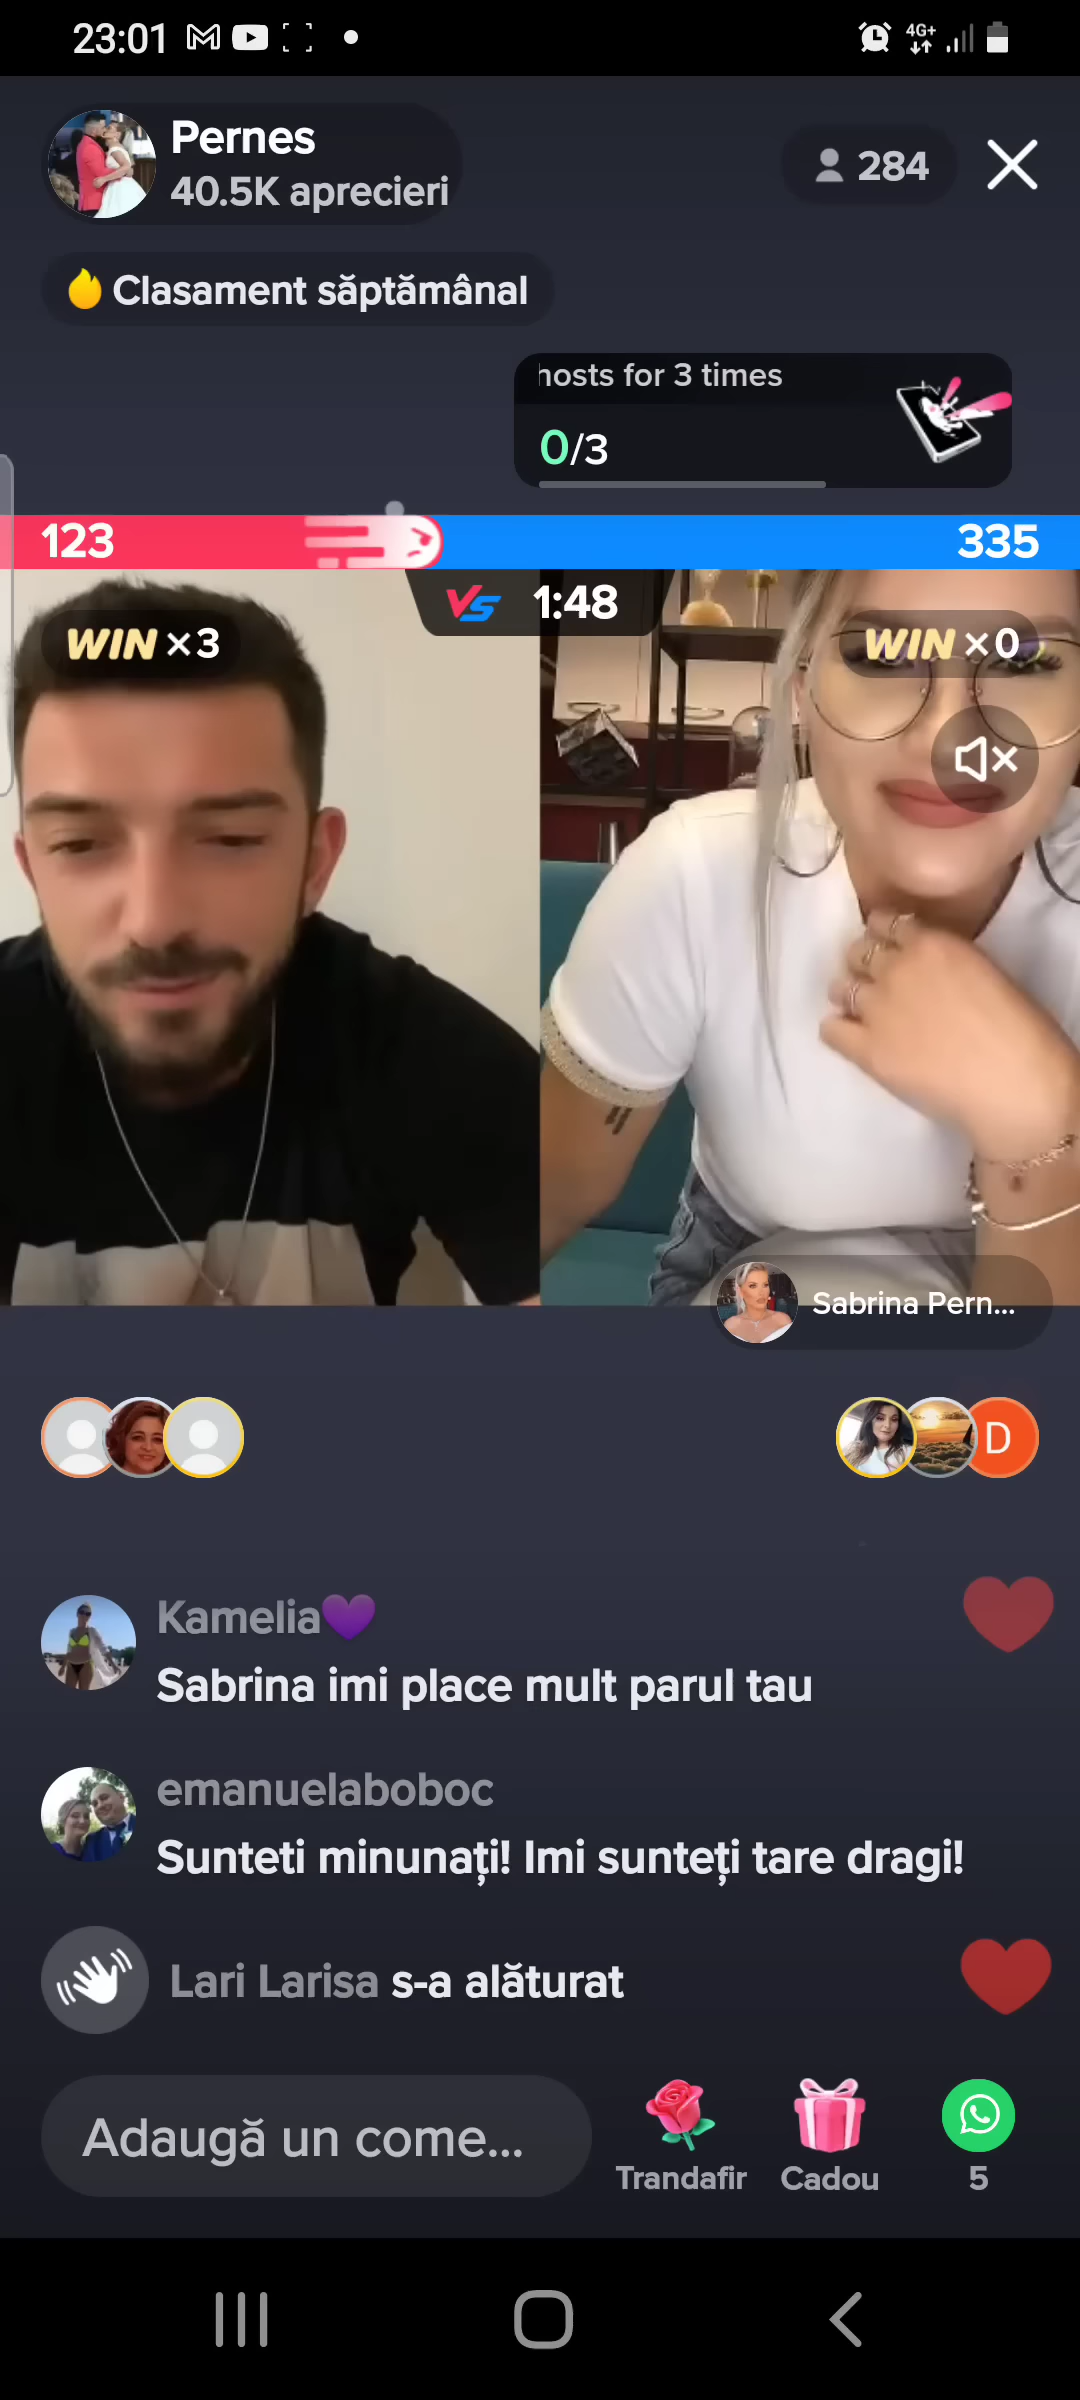 23:01
4G+
Pernes
40.5K aprecieri
284
Clasament săptămânal
hosts for 3 times
0/3
123
335
VS 1:48
WIN ×3
WIN ×0
Sabrina Pern...
D
Kamelia💜
Sabrina imi place mult parul tau
emanuelaboboc
Sunteti minunați! Imi sunteți tare dragi!
Lari Larisa s-a alăturat
Adaugă un come...
Trandafir
Cadou
5